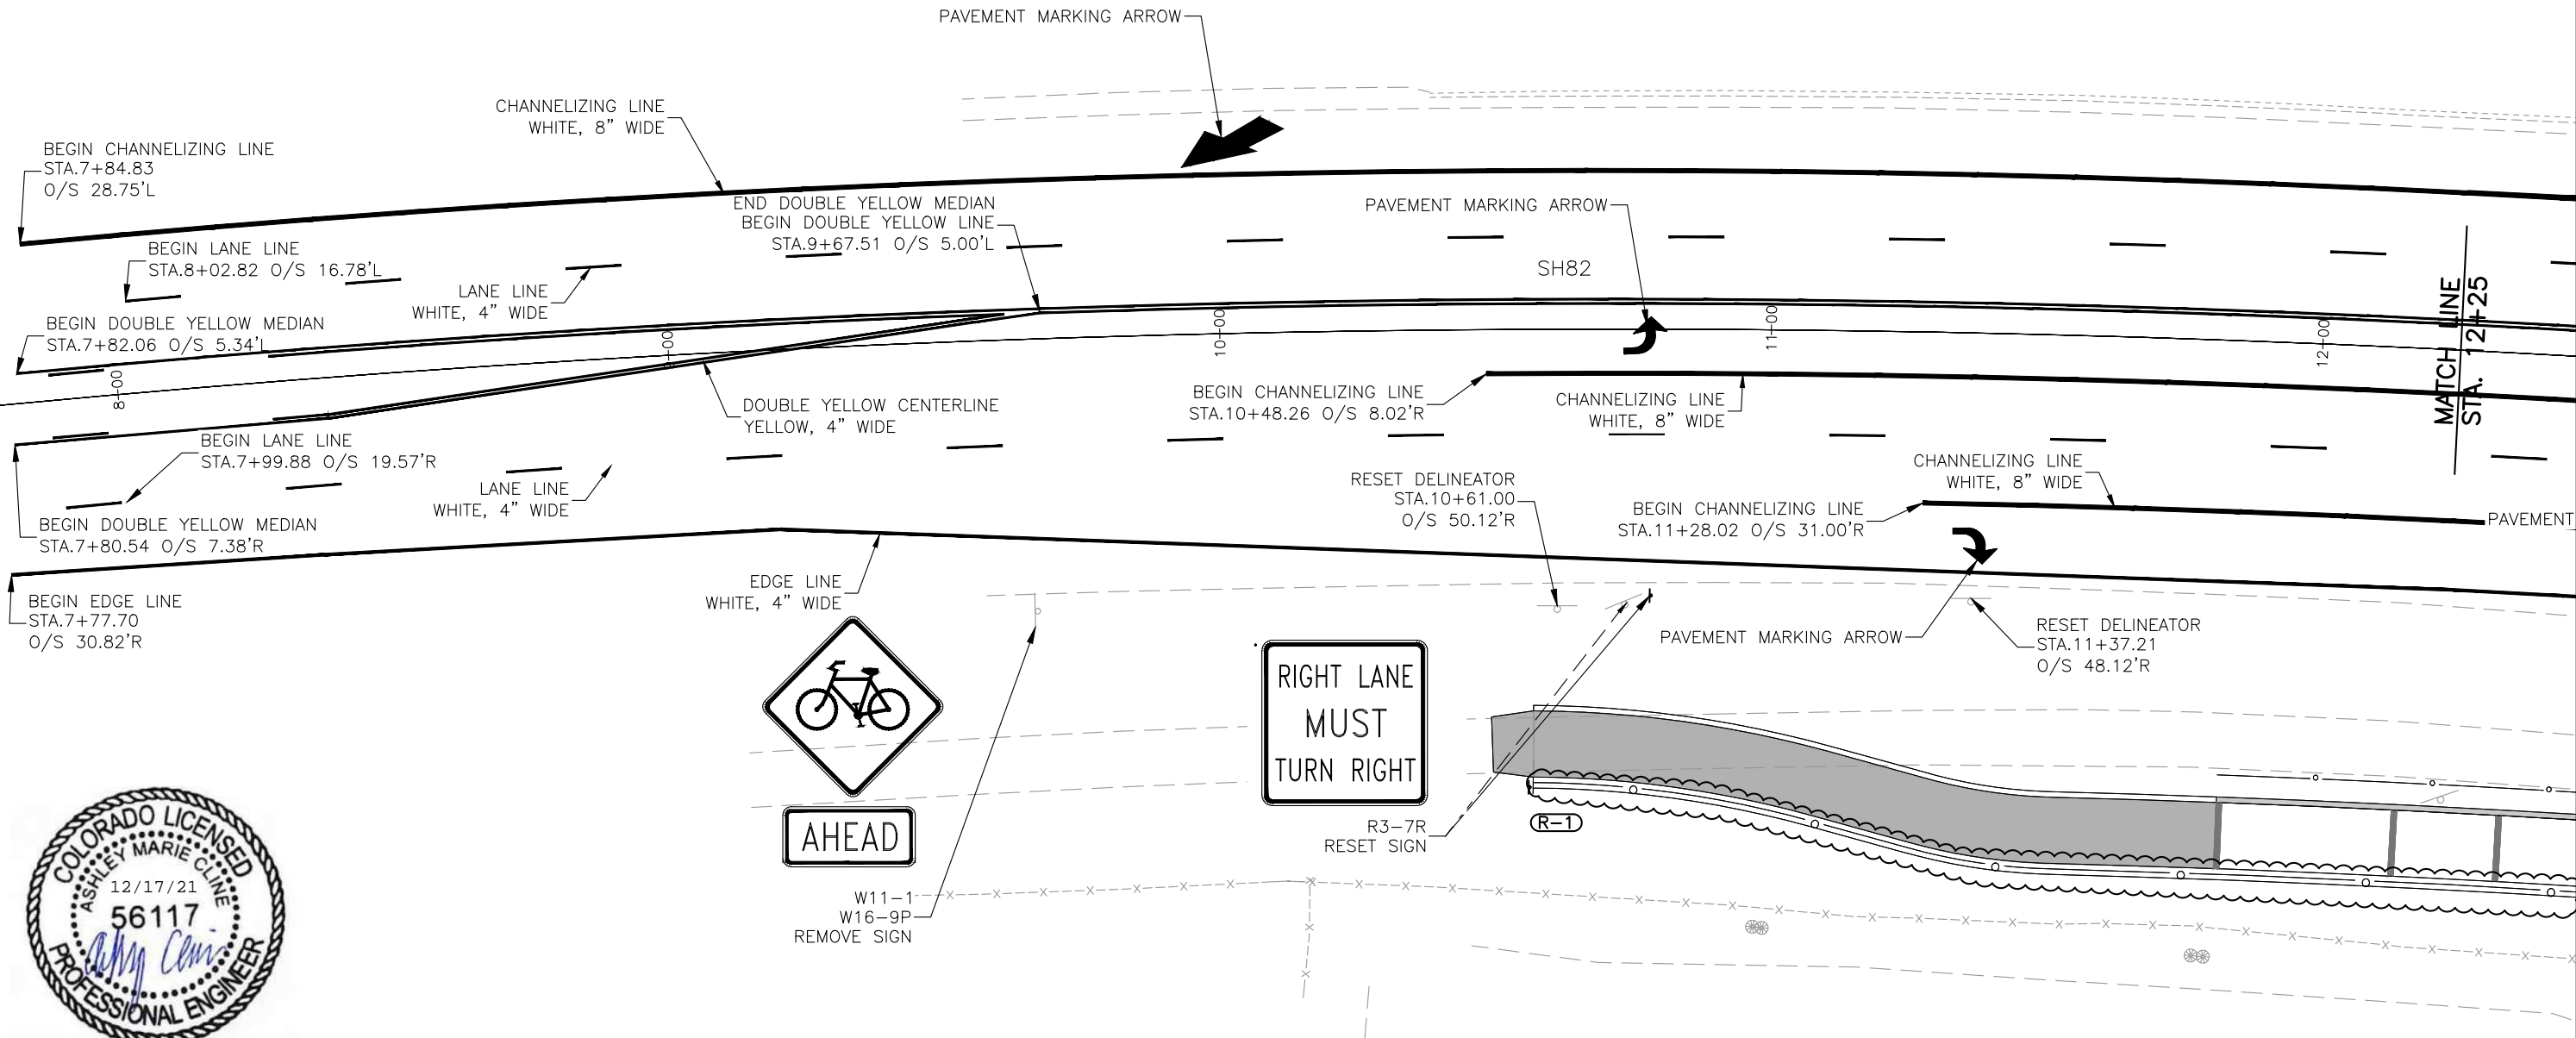 PAVEMENT MARKING ARROW
CHANNELIZING LINE
WHITE, 8" WIDE
BEGIN CHANNELIZING LINE
STA.7+84.83
O/S 28.75'L
END DOUBLE YELLOW MEDIAN
BEGIN DOUBLE YELLOW LINE
STA.9+67.51 O/S 5.00'L
PAVEMENT MARKING ARROW
BEGIN LANE LINE
STA.8+02.82 O/S 16.78'L
SH82
LANE LINE
WHITE, 4" WIDE
BEGIN DOUBLE YELLOW MEDIAN
STA.7+82.06 O/S 5.34'L
8-00
10-00
11-00
12-00
MATCH LINE
STA. 12+25
BEGIN CHANNELIZING LINE
STA.10+48.26 O/S 8.02'R
CHANNELIZING LINE
WHITE, 8" WIDE
DOUBLE YELLOW CENTERLINE
YELLOW, 4" WIDE
BEGIN LANE LINE
STA.7+99.88 O/S 19.57'R
LANE LINE
WHITE, 4" WIDE
RESET DELINEATOR
STA.10+61.00
O/S 50.12'R
CHANNELIZING LINE
WHITE, 8" WIDE
BEGIN CHANNELIZING LINE
STA.11+28.02 O/S 31.00'R
PAVEMENT
BEGIN DOUBLE YELLOW MEDIAN
STA.7+80.54 O/S 7.38'R
EDGE LINE
WHITE, 4" WIDE
BEGIN EDGE LINE
STA.7+77.70
O/S 30.82'R
PAVEMENT MARKING ARROW
RESET DELINEATOR
STA.11+37.21
O/S 48.12'R
RIGHT LANE
MUST
TURN RIGHT
AHEAD
R3-7R
RESET SIGN
R-1
W11-1
W16-9P
REMOVE SIGN
COLORADO LICENSED
ASHLEY MARIE CLINE
12/17/21
56117
PROFESSIONAL ENGINEER